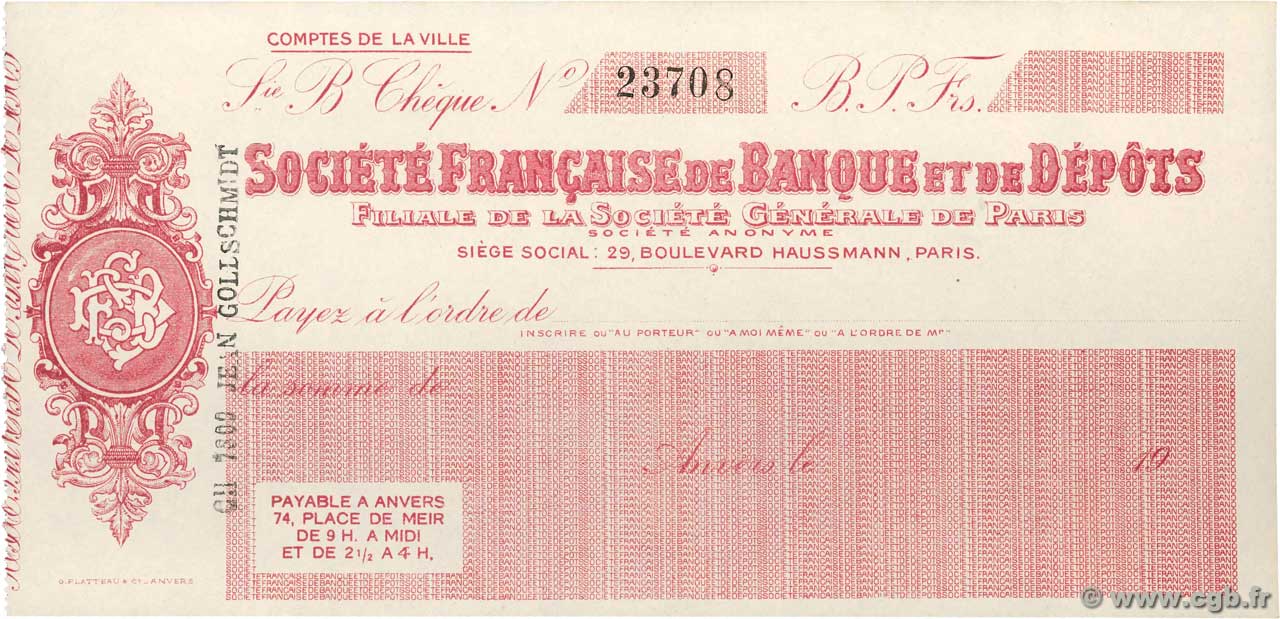 COMPTES DE LA VILLE
Sie B Chèque No 23708 B.P.Frs.
SOCIÉTÉ FRANÇAISE DE BANQUE ET DE DÉPÔTS
FILIALE DE LA SOCIÉTÉ GÉNÉRALE DE PARIS
SOCIÉTÉ ANONYME
SIÈGE SOCIAL: 29, BOULEVARD HAUSSMANN, PARIS.
Payez à l'ordre de
INSCRIRE OU "AU PORTEUR" OU "A MOI MÊME" OU "A L'ORDRE DE Mr"
la somme de
Anvers le 19
PAYABLE A ANVERS
74, PLACE DE MEIR
DE 9 H. A MIDI
ET DE 2 1/2 A 4 H.
O. PLATTEAU & Cie, ANVERS
JEAN GOLLSCHMIDT
© www.cgb.fr